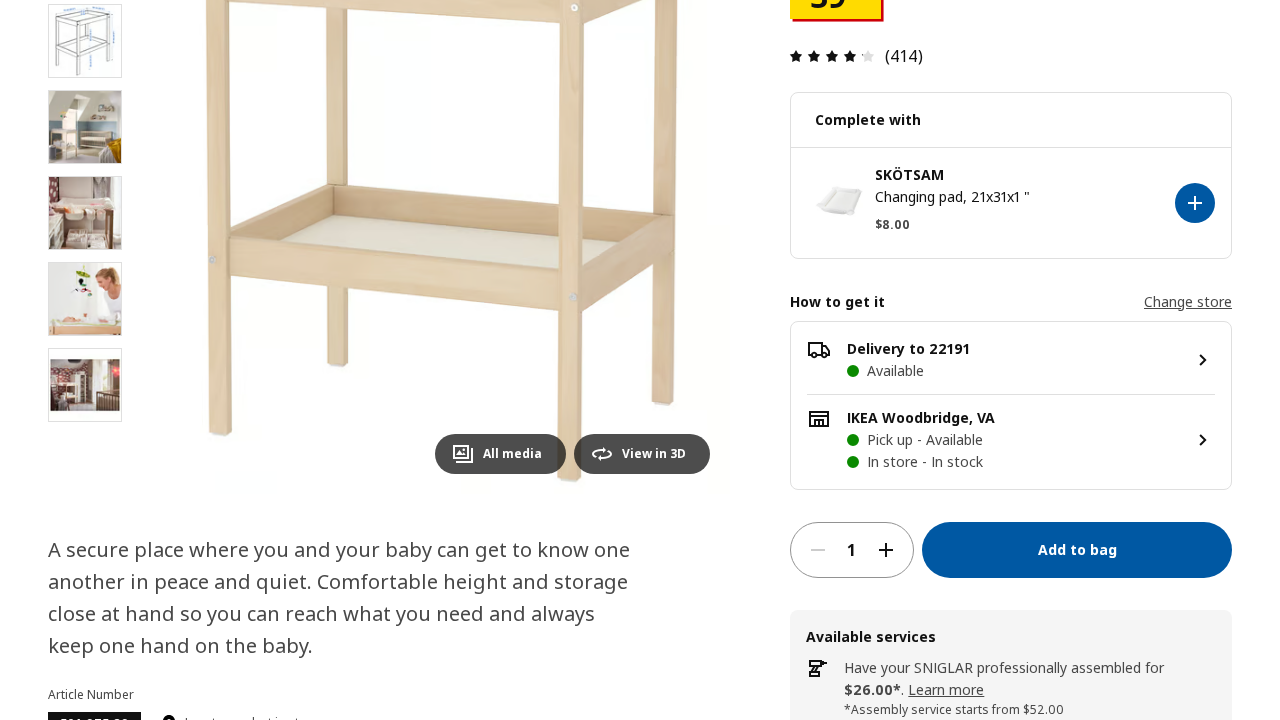 (414)
Complete with
SKÖTSAM
Changing pad, 21x31x1 "
$8.00
How to get it
Change store
Delivery to 22191
Available
IKEA Woodbridge, VA
Pick up - Available
In store - In stock
All media
View in 3D
1
Add to bag
A secure place where you and your baby can get to know one
another in peace and quiet. Comfortable height and storage
close at hand so you can reach what you need and always
keep one hand on the baby.
Article Number
Available services
Have your SNIGLAR professionally assembled for
$26.00*. Learn more
*Assembly service starts from $52.00